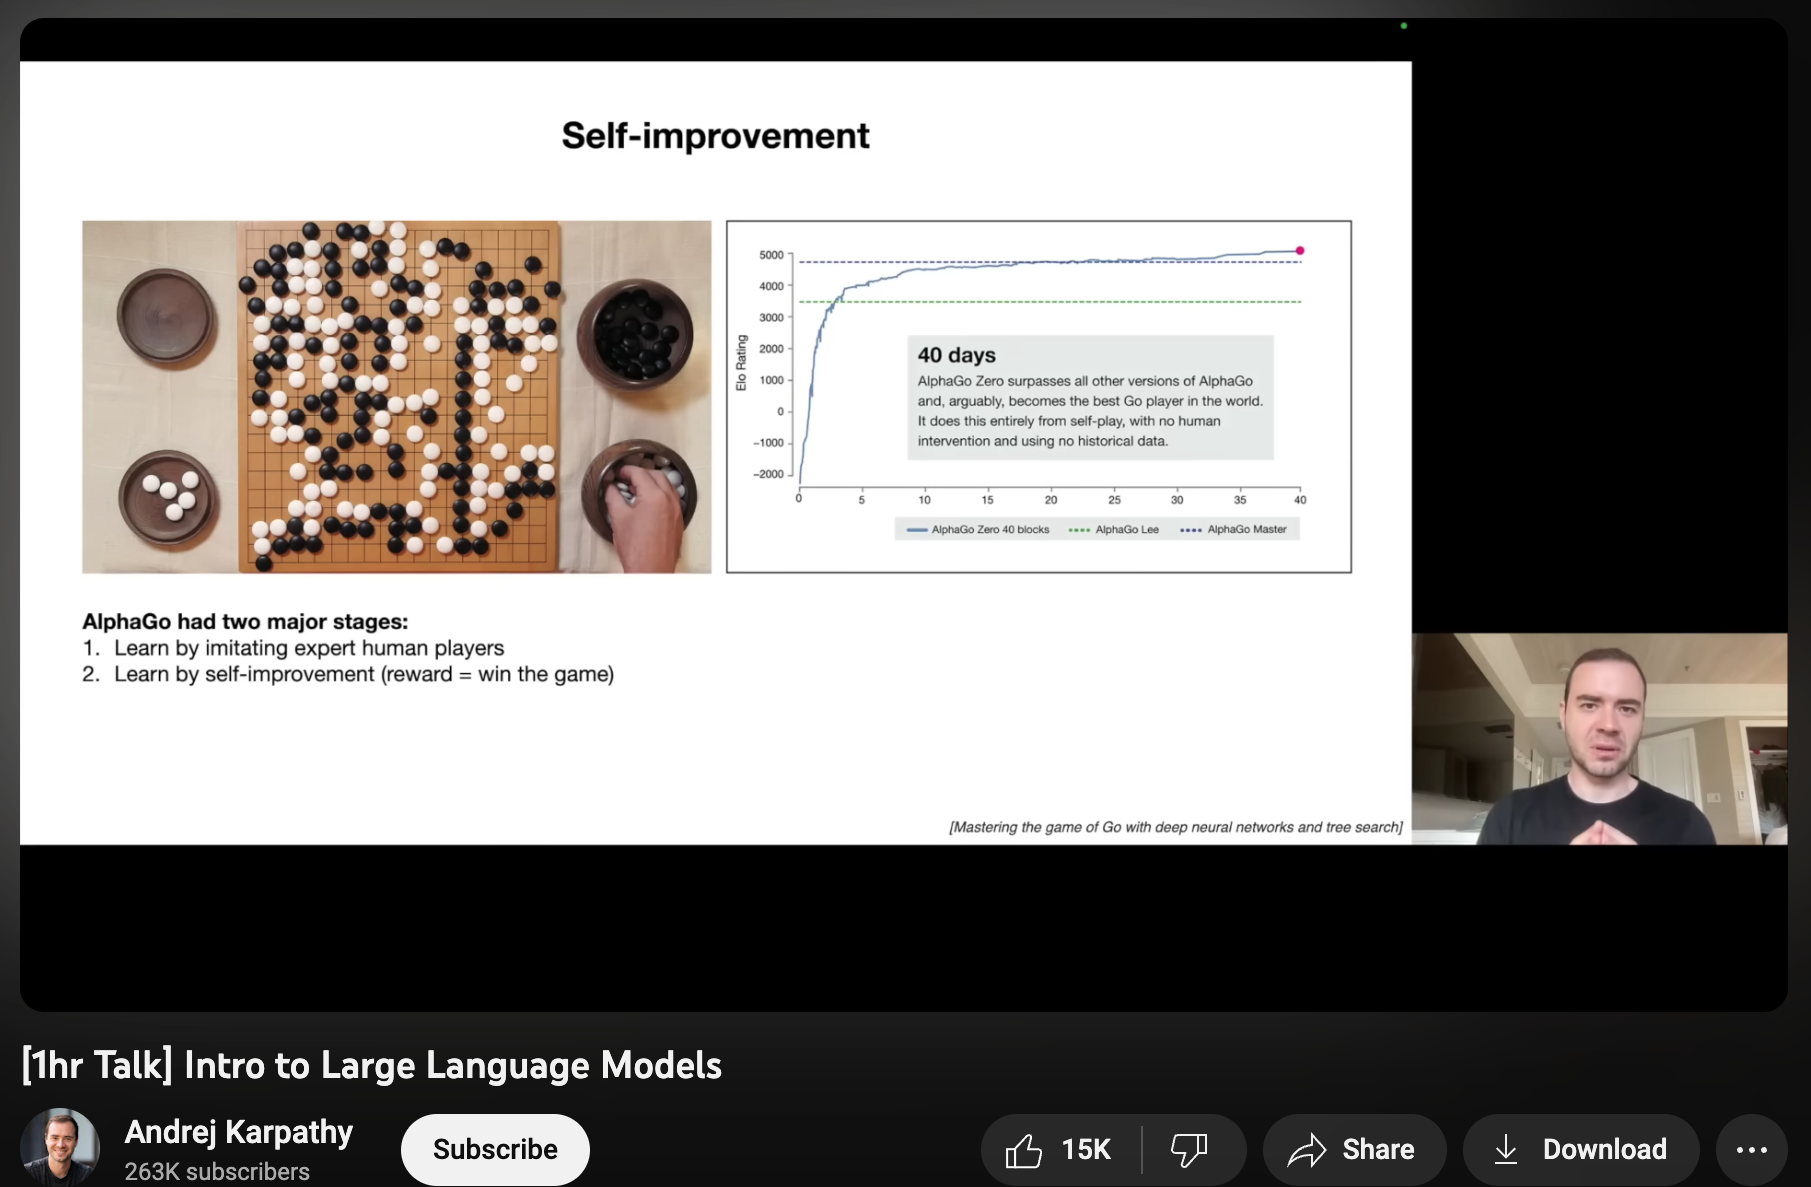 Self-improvement
5000
4000
3000
2000
1000
0
−1000
−2000
Elo Rating
40 days
AlphaGo Zero surpasses all other versions of AlphaGo
and, arguably, becomes the best Go player in the world.
It does this entirely from self-play, with no human
intervention and using no historical data.
0 5 10 15 20 25 30 35 40
AlphaGo Zero 40 blocks AlphaGo Lee AlphaGo Master
AlphaGo had two major stages:
1. Learn by imitating expert human players
2. Learn by self-improvement (reward = win the game)
[Mastering the game of Go with deep neural networks and tree search]
[1hr Talk] Intro to Large Language Models
Andrej Karpathy
263K subscribers
Subscribe
15K
Share
Download